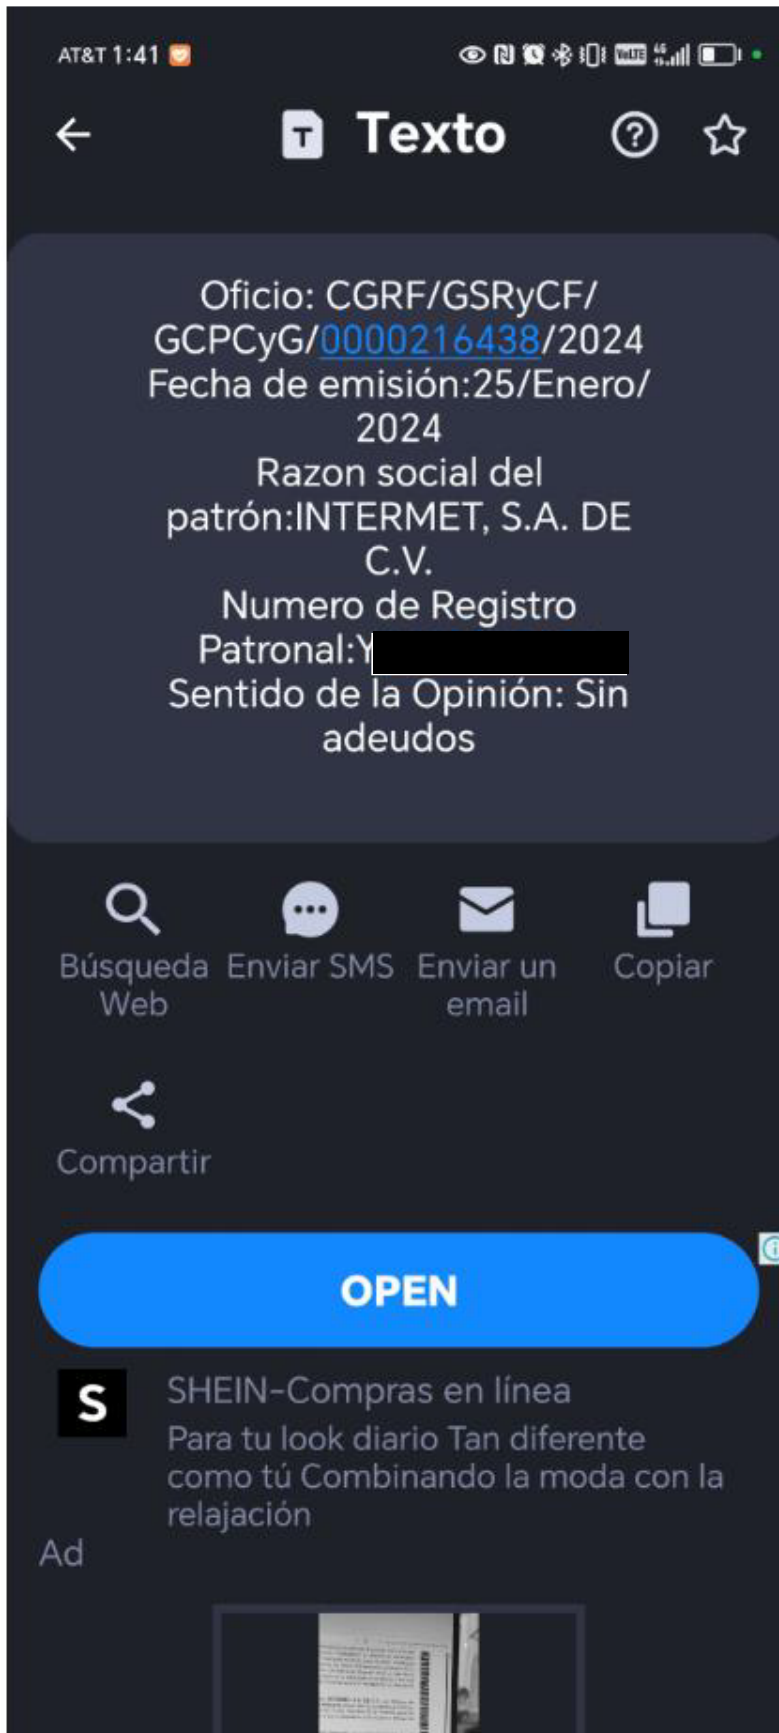 AT&T 1:41
VoLTE 4G
T Texto
Oficio: CGRF/GSRyCF/
GCPCyG/0000216438/2024
Fecha de emisión:25/Enero/
2024
Razon social del
patrón:INTERMET, S.A. DE
C.V.
Numero de Registro
Patronal:Y
Sentido de la Opinión: Sin
adeudos
Búsqueda
Web
Enviar SMS
Enviar un
email
Copiar
Compartir
OPEN
S
SHEIN-Compras en línea
Para tu look diario Tan diferente
como tú Combinando la moda con la
relajación
Ad